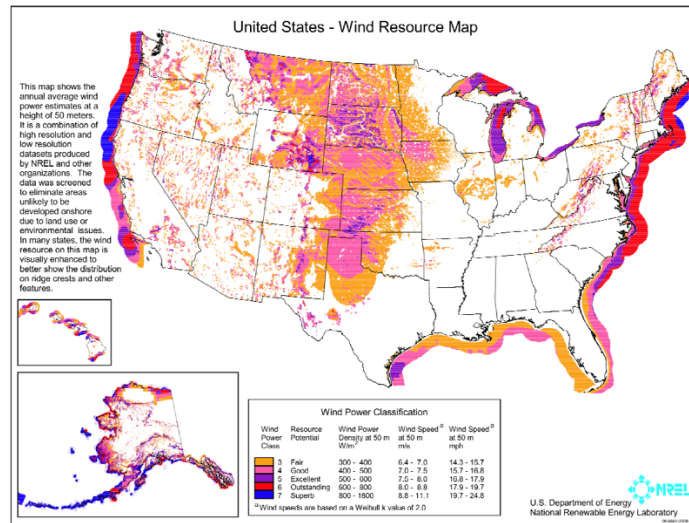 United States - Wind Resource Map
This map shows the
annual average wind
power estimates at a
height of 50 meters.
It is a combination of
high resolution and
low resolution
datasets produced
by NREL and other
organizations. The
data was screened
to eliminate areas
unlikely to be
developed onshore
due to land use or
environmental issues.
In many states, the wind
resource on this map is
visually enhanced to
better show the distribution
on ridge crests and other
features.
Wind Power Classification
Wind Resource Wind Power Wind Speed a Wind Speed a
Power Potential Density at 50 m at 50 m at 50 m
Class W/m² m/s mph
3 Fair 300 - 400 6.4 - 7.0 14.3 - 15.7
4 Good 400 - 500 7.0 - 7.5 15.7 - 16.8
5 Excellent 500 - 600 7.5 - 8.0 16.8 - 17.9
6 Outstanding 600 - 800 8.0 - 8.8 17.9 - 19.7
7 Superb 800 - 1600 8.8 - 11.1 19.7 - 24.8
a Wind speeds are based on a Weibull k value of 2.0
NREL
U.S. Department of Energy
National Renewable Energy Laboratory